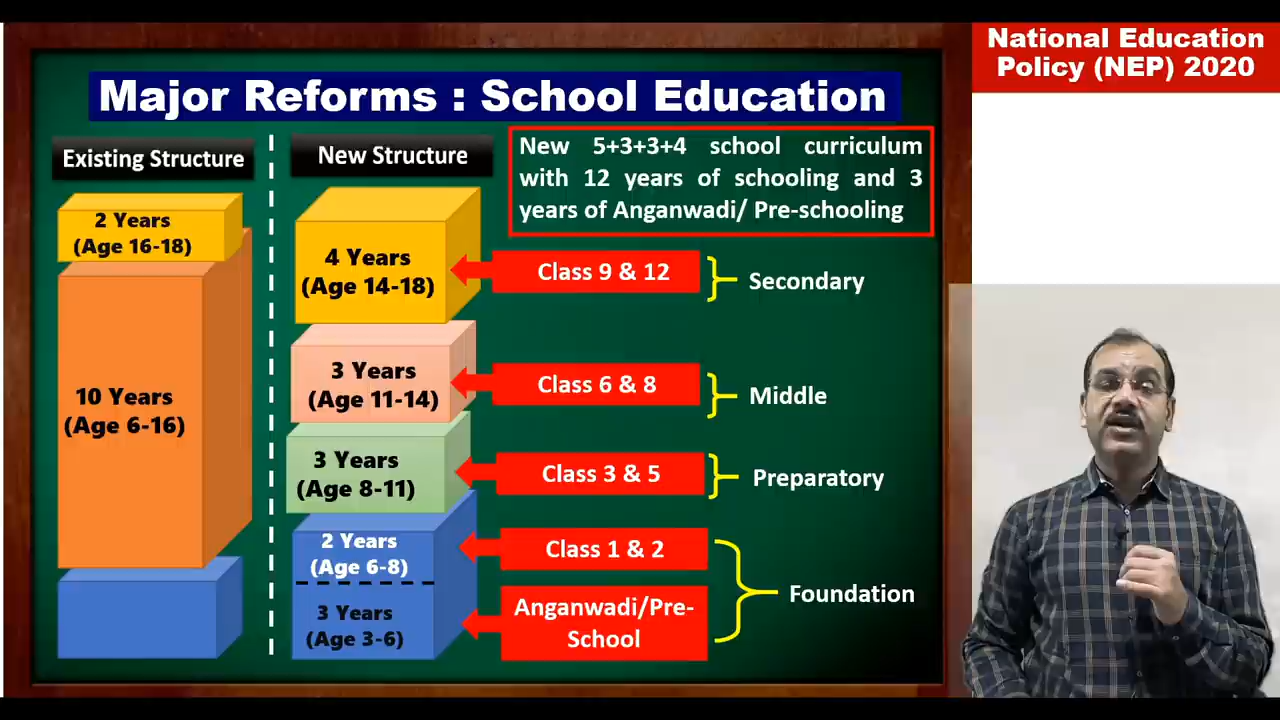 National Education
Policy (NEP) 2020
Major Reforms : School Education
Existing Structure
New Structure
New 5+3+3+4 school curriculum
with 12 years of schooling and 3
years of Anganwadi/ Pre-schooling
2 Years
(Age 16-18)
10 Years
(Age 6-16)
4 Years
(Age 14-18)
Class 9 & 12
Secondary
3 Years
(Age 11-14)
Class 6 & 8
Middle
3 Years
(Age 8-11)
Class 3 & 5
Preparatory
2 Years
(Age 6-8)
Class 1 & 2
3 Years
(Age 3-6)
Anganwadi/Pre-
School
Foundation